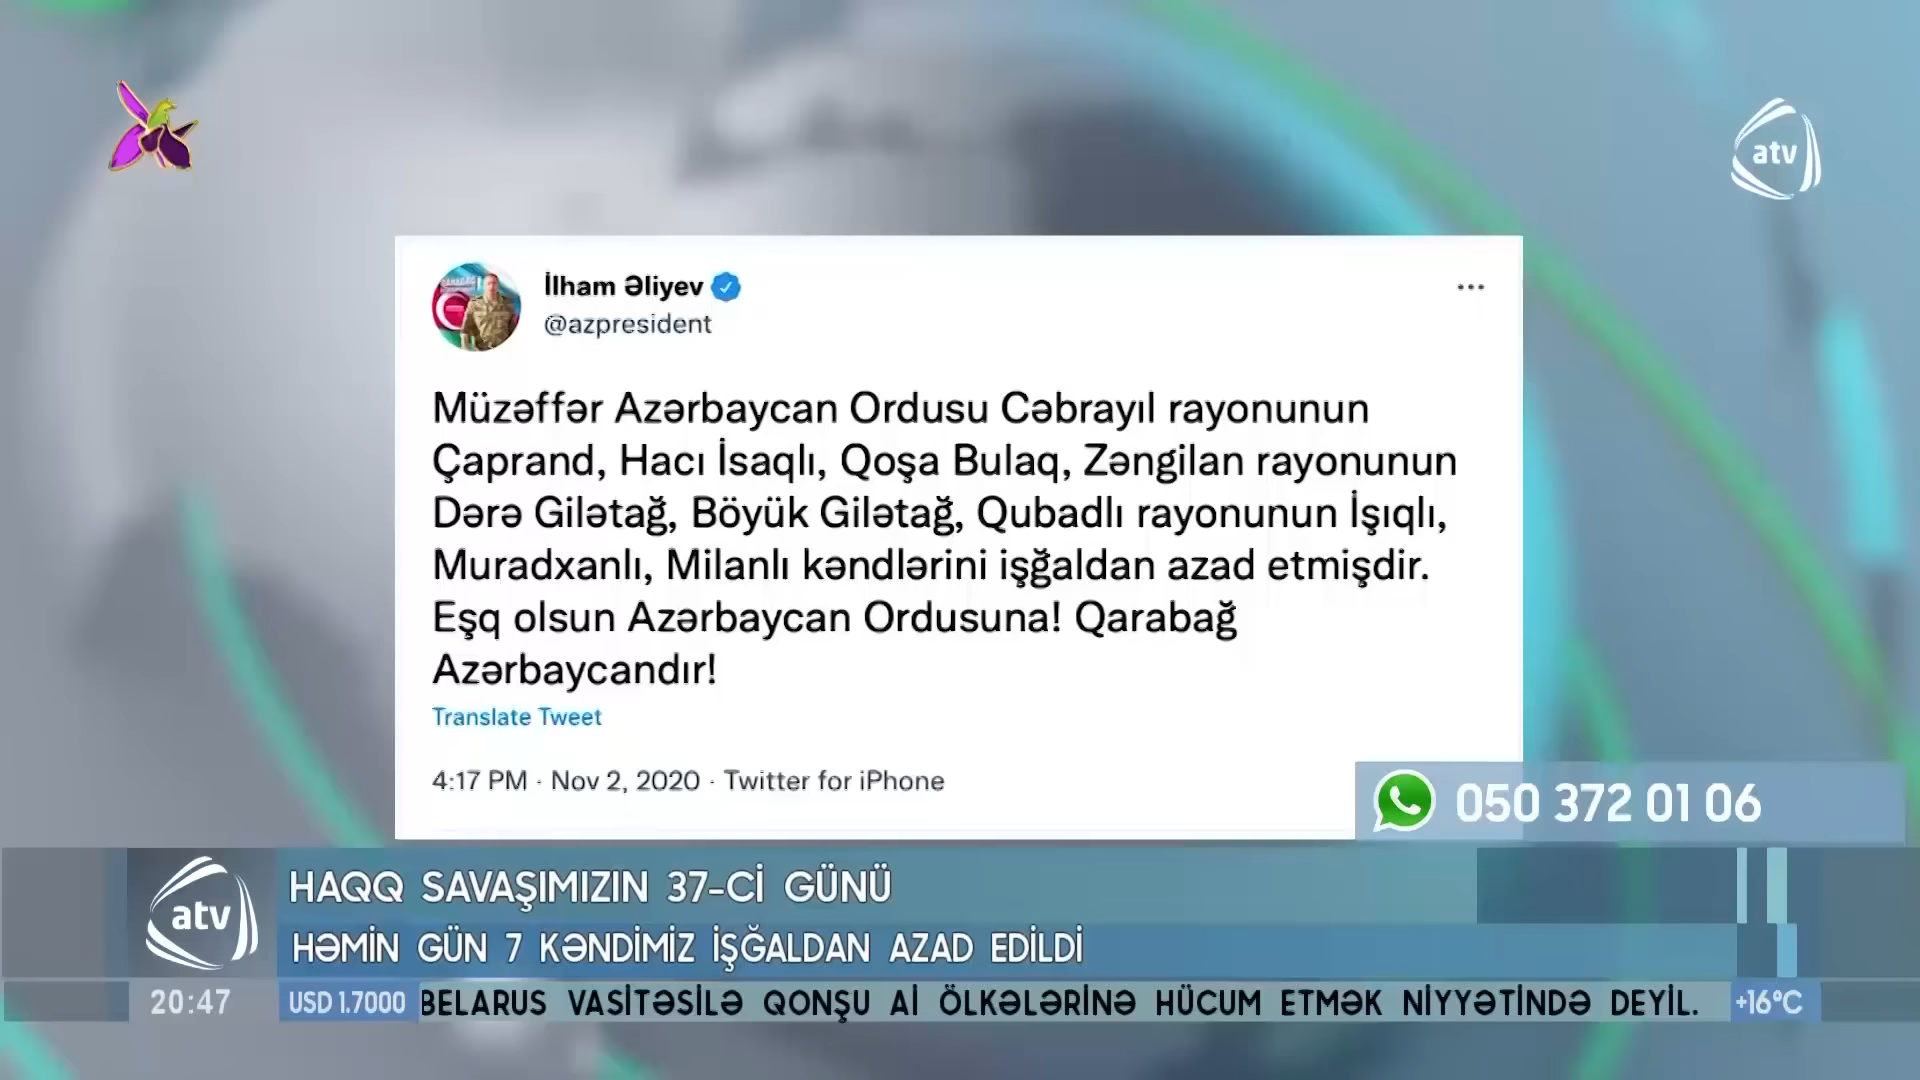 atv
İlham Əliyev
@azpresident
Müzəffər Azərbaycan Ordusu Cəbrayıl rayonunun
Çaprand, Hacı İsaqlı, Qoşa Bulaq, Zəngilan rayonunun
Dərə Gilətağ, Böyük Gilətağ, Qubadlı rayonunun İşıqlı,
Muradxanlı, Milanlı kəndlərini işğaldan azad etmişdir.
Eşq olsun Azərbaycan Ordusuna! Qarabağ
Azərbaycandır!
Translate Tweet
4:17 PM · Nov 2, 2020 · Twitter for iPhone
050 372 01 06
atv
HAQQ SAVAŞIMIZIN 37-Cİ GÜNÜ
HƏMİN GÜN 7 KƏNDİMİZ İŞĞALDAN AZAD EDİLDİ
20:47 USD 1.7000 BELARUS VASİTƏSİLƏ QONŞU Aİ ÖLKƏLƏRİNƏ HÜCUM ETMƏK NİYYƏTİNDƏ DEYİL. +16°C